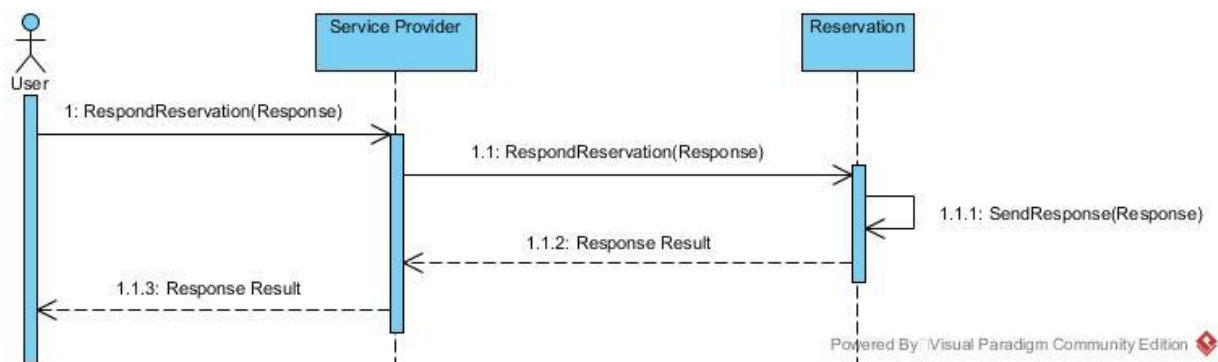 Service Provider
Reservation
User
1: RespondReservation(Response)
1.1: RespondReservation(Response)
1.1.1: SendResponse(Response)
1.1.2: Response Result
1.1.3: Response Result
Powered By Visual Paradigm Community Edition